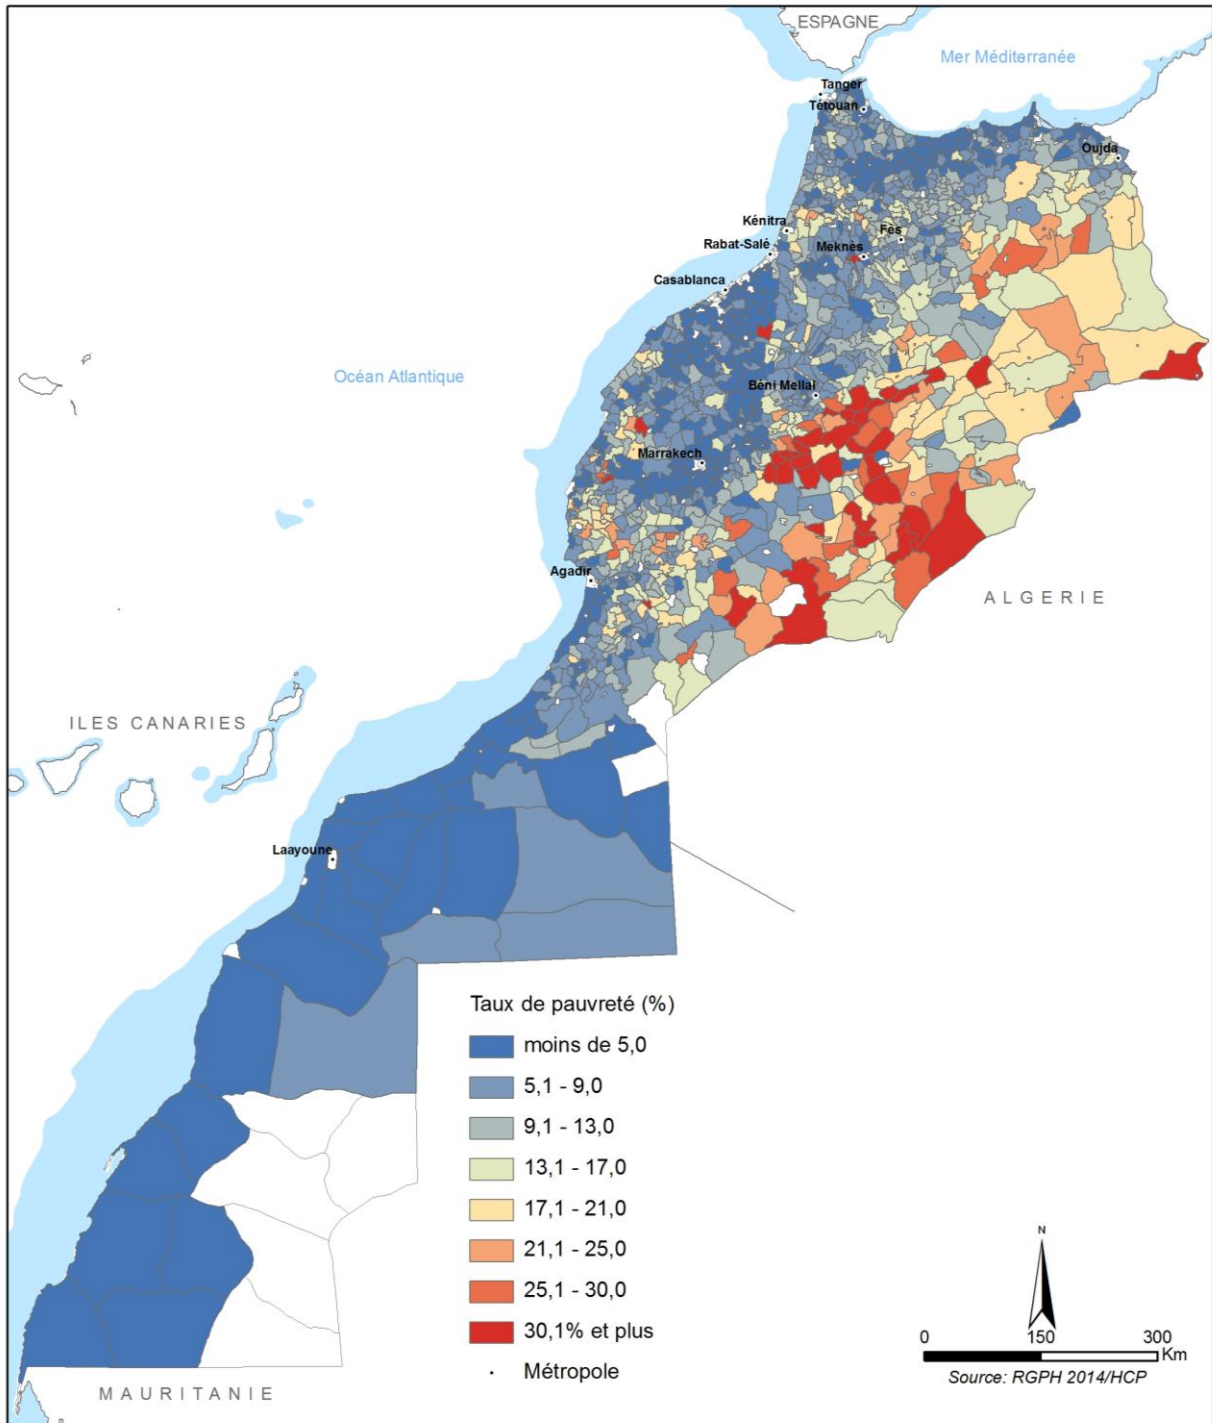 ESPAGNE
Mer Méditerranée
Tanger
Tétouan
Oujda
Kénitra
Fès
Rabat-Salé
Meknès
Casablanca
Océan Atlantique
Béni Mellal
Marrakech
Agadir
ALGERIE
ILES CANARIES
Laayoune
Taux de pauvreté (%)
moins de 5,0
5,1 - 9,0
9,1 - 13,0
13,1 - 17,0
17,1 - 21,0
21,1 - 25,0
25,1 - 30,0
30,1% et plus
Métropole
N
0 150 300
Km
Source: RGPH 2014/HCP
MAURITANIE